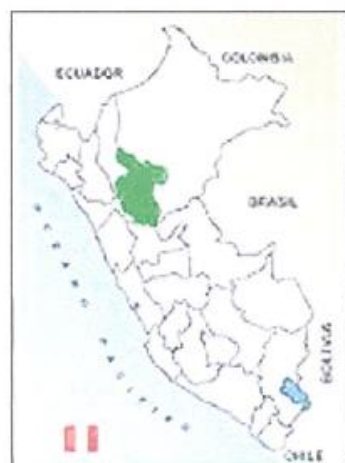 COLOMBIA
ECUADOR
BRASIL
BOLIVIA
OCEANO PACIFICO
CHILE